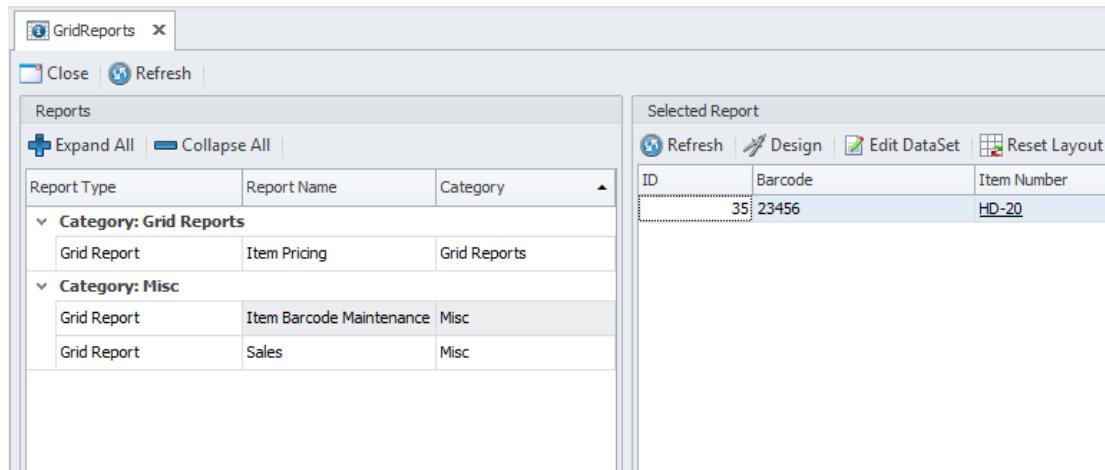 GridReports
Close Refresh
Reports
Expand All Collapse All
Report Type Report Name Category
Category: Grid Reports
Grid Report Item Pricing Grid Reports
Category: Misc
Grid Report Item Barcode Maintenance Misc
Grid Report Sales Misc
Selected Report
Refresh Design Edit DataSet Reset Layout
ID Barcode Item Number
35 23456 HD-20